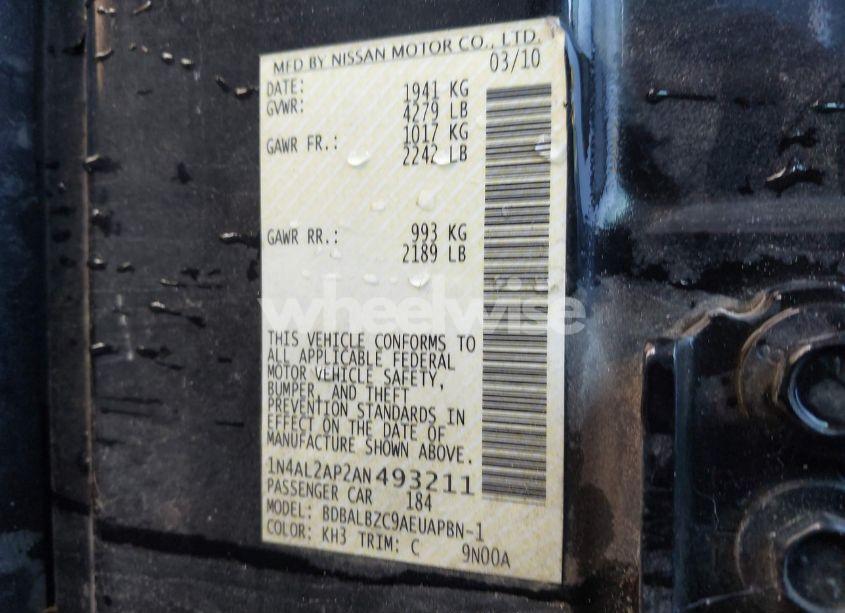 MFD BY NISSAN MOTOR CO., LTD.
DATE: 03/10
GVWR: 1941 KG
4279 LB
GAWR FR.: 1017 KG
2242 LB
GAWR RR.: 993 KG
2189 LB
wheelwise
THIS VEHICLE CONFORMS TO
ALL APPLICABLE FEDERAL
MOTOR VEHICLE SAFETY,
BUMPER, AND THEFT
PREVENTION STANDARDS IN
EFFECT ON THE DATE OF
MANUFACTURE SHOWN ABOVE.
1N4AL2AP2AN493211
PASSENGER CAR 184
MODEL: BDBALBZC9AEUAPBN-1
COLOR: KH3 TRIM: C 9N00A